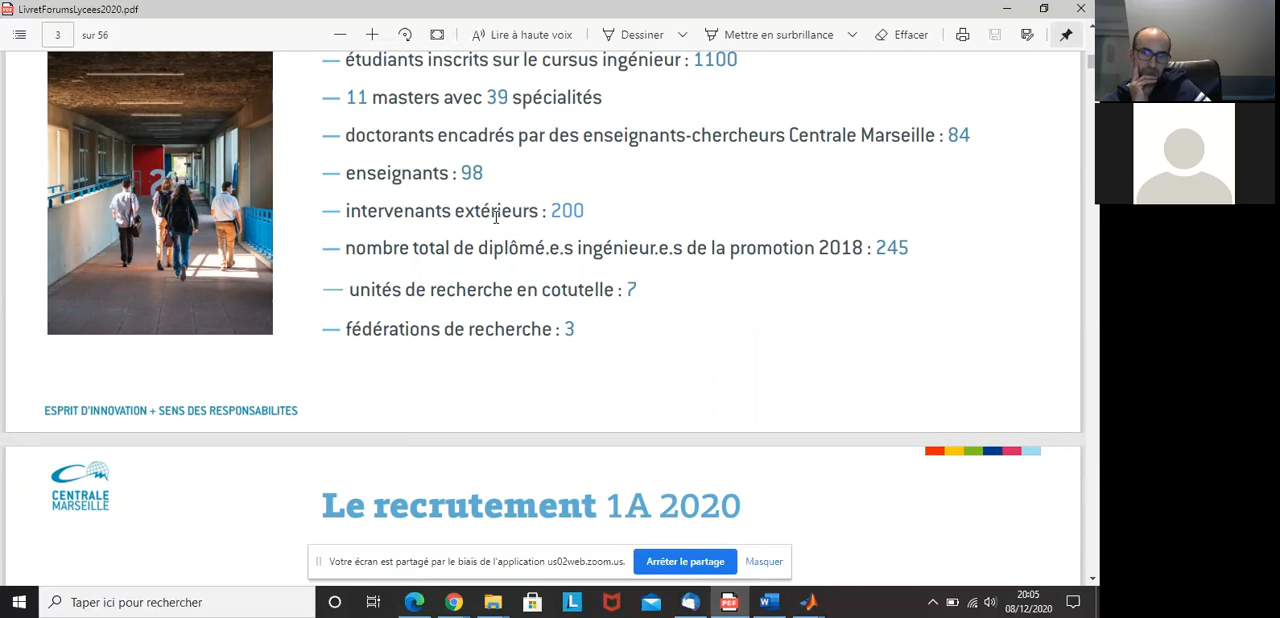 LivretForumsLycees2020.pdf
3 sur 56 Lire à haute voix Dessiner Mettre en surbrillance Effacer
— étudiants inscrits sur le cursus ingénieur : 1100
— 11 masters avec 39 spécialités
— doctorants encadrés par des enseignants-chercheurs Centrale Marseille : 84
— enseignants : 98
— intervenants extérieurs : 200
— nombre total de diplômé.e.s ingénieur.e.s de la promotion 2018 : 245
— unités de recherche en cotutelle : 7
— fédérations de recherche : 3
ESPRIT D'INNOVATION + SENS DES RESPONSABILITES
CENTRALE
MARSEILLE
Le recrutement 1A 2020
Votre écran est partagé par le biais de l'application us02web.zoom.us. Arrêter le partage Masquer
Taper ici pour rechercher
20:05
08/12/2020